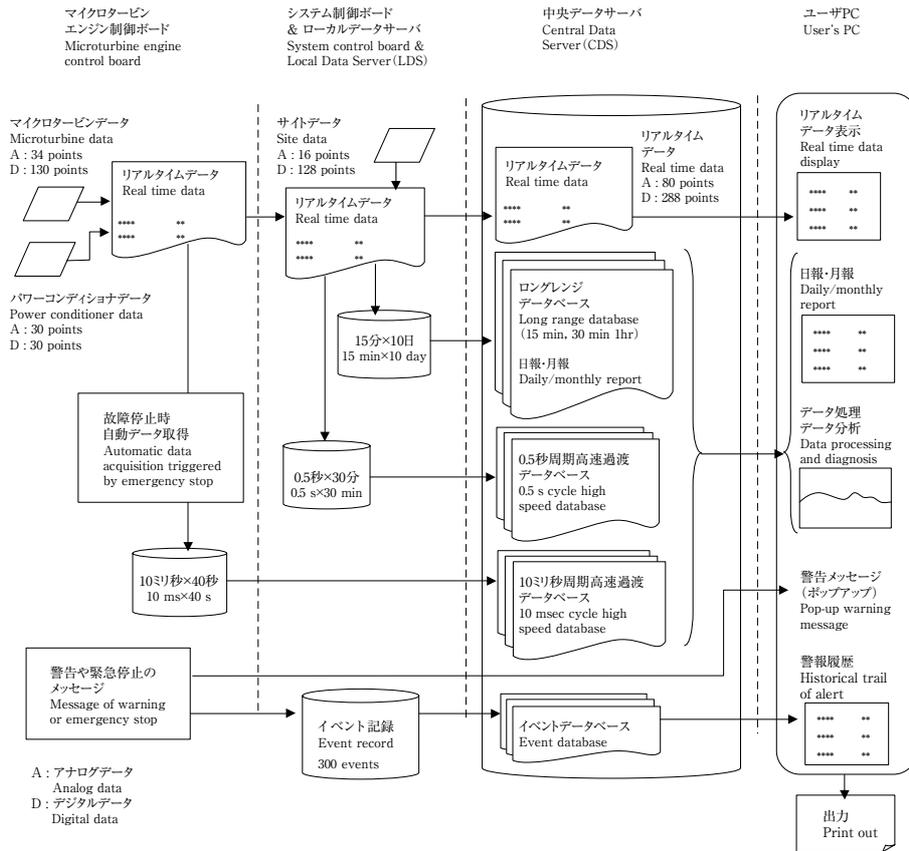 マイクロタービン
エンジン制御ボード
Microturbine engine
control board
システム制御ボード
& ローカルデータサーバ
System control board &
Local Data Server(LDS)
中央データサーバ
Central Data
Server(CDS)
ユーザPC
User's PC
マイクロタービンデータ
Microturbine data
A : 34 points
D : 130 points
リアルタイムデータ
Real time data
**** **
**** **
パワーコンディショナデータ
Power conditioner data
A : 30 points
D : 30 points
故障停止時
自動データ取得
Automatic data
acquisition triggered
by emergency stop
10ミリ秒×40秒
10 ms×40 s
警告や緊急停止の
メッセージ
Message of warning
or emergency stop
A : アナログデータ
Analog data
D : デジタルデータ
Digital data
サイトデータ
Site data
A : 16 points
D : 128 points
リアルタイムデータ
Real time data
**** **
**** **
15分×10日
15 min×10 day
0.5秒×30分
0.5 s×30 min
イベント記録
Event record
300 events
リアルタイムデータ
Real time data
**** **
**** **
リアルタイム
データ
Real time data
A : 80 points
D : 288 points
ロングレンジ
データベース
Long range database
(15 min, 30 min 1hr)
日報・月報
Daily/monthly report
0.5秒周期高速過渡
データベース
0.5 s cycle high
speed database
10ミリ秒周期高速過渡
データベース
10 msec cycle high
speed database
イベントデータベース
Event database
リアルタイム
データ表示
Real time data
display
**** **
**** **
**** **
日報・月報
Daily/monthly
report
**** **
**** **
**** **
データ処理
データ分析
Data processing
and diagnosis
警告メッセージ
(ポップアップ)
Pop-up warning
message
警報履歴
Historical trail
of alert
**** **
**** **
**** **
出力
Print out